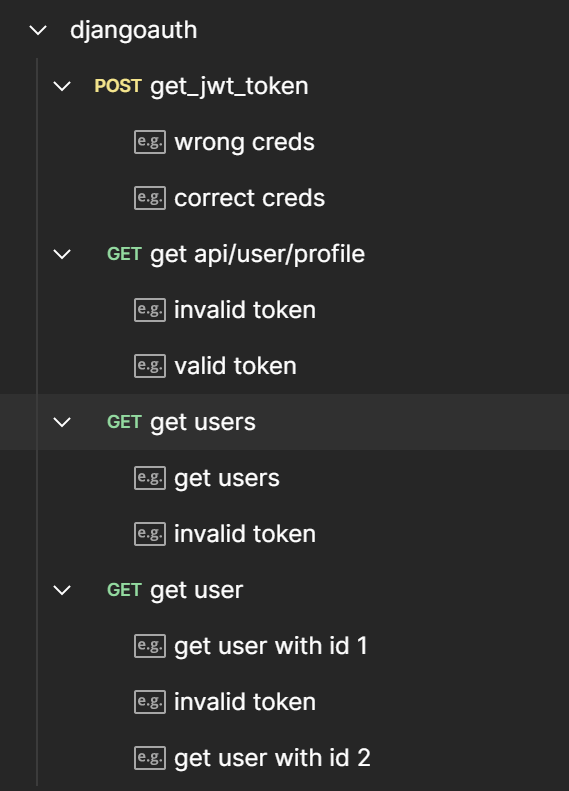 djangoauth
POST get_jwt_token
e.g. wrong creds
e.g. correct creds
GET get api/user/profile
e.g. invalid token
e.g. valid token
GET get users
e.g. get users
e.g. invalid token
GET get user
e.g. get user with id 1
e.g. invalid token
e.g. get user with id 2